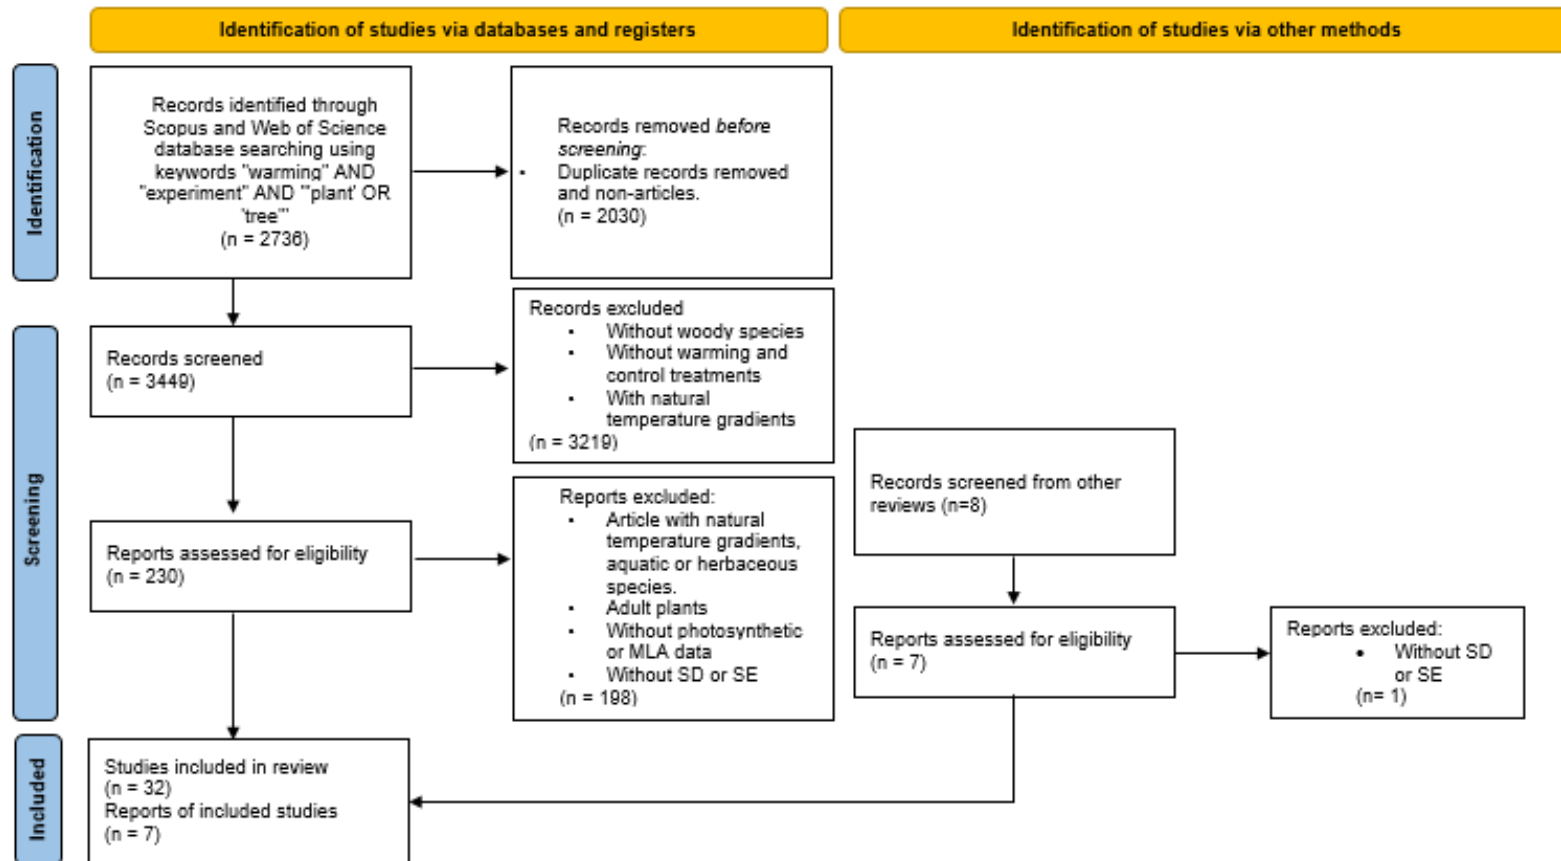 Identification of studies via databases and registers
Identification of studies via other methods
Identification
Records identified through
Scopus and Web of Science
database searching using
keywords "warming" AND
"experiment" AND "'plant' OR
'tree'"
(n = 2736)
Records removed before
screening:
▪ Duplicate records removed
and non-articles.
(n = 2030)
Screening
Records screened
(n = 3449)
Records excluded
▪ Without woody species
▪ Without warming and
control treatments
▪ With natural
temperature gradients
(n = 3219)
Reports assessed for eligibility
(n = 230)
Reports excluded:
▪ Article with natural
temperature gradients,
aquatic or herbaceous
species.
▪ Adult plants
▪ Without photosynthetic
or MLA data
▪ Without SD or SE
(n = 198)
Records screened from other
reviews (n=8)
Reports assessed for eligibility
(n = 7)
Reports excluded:
• Without SD
or SE
(n= 1)
Included
Studies included in review
(n = 32)
Reports of included studies
(n = 7)